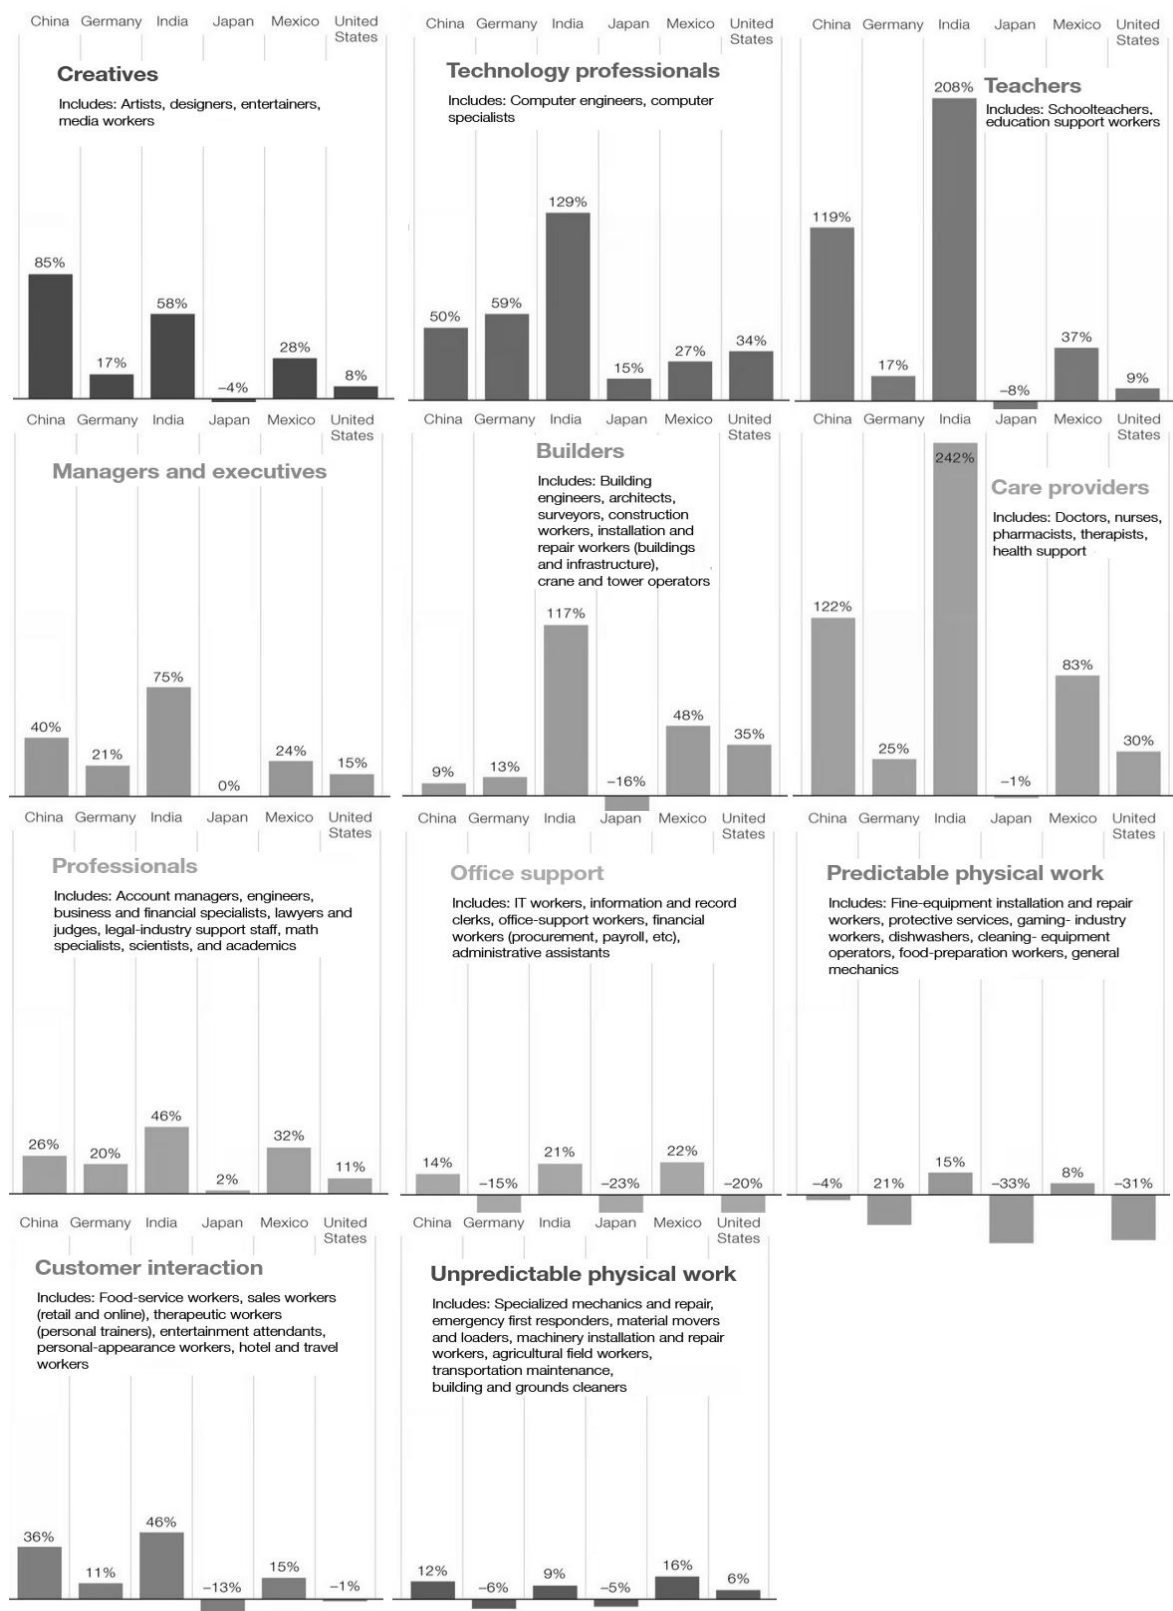 China Germany India Japan Mexico United States
Creatives
Includes: Artists, designers, entertainers,
media workers
85%
17%
58%
–4%
28%
8%
China Germany India Japan Mexico United States
Technology professionals
Includes: Computer engineers, computer
specialists
50%
59%
129%
15%
27%
34%
China Germany India Japan Mexico United States
Teachers
Includes: Schoolteachers,
education support workers
119%
17%
208%
–8%
37%
9%
China Germany India Japan Mexico United States
Managers and executives
40%
21%
75%
0%
24%
15%
China Germany India Japan Mexico United States
Builders
Includes: Building
engineers, architects,
surveyors, construction
workers, installation and
repair workers (buildings
and infrastructure),
crane and tower operators
9%
13%
117%
–16%
48%
35%
China Germany India Japan Mexico United States
Care providers
Includes: Doctors, nurses,
pharmacists, therapists,
health support
122%
25%
242%
–1%
83%
30%
China Germany India Japan Mexico United States
Professionals
Includes: Account managers, engineers,
business and financial specialists, lawyers and
judges, legal-industry support staff, math
specialists, scientists, and academics
26%
20%
46%
2%
32%
11%
China Germany India Japan Mexico United States
Office support
Includes: IT workers, information and record
clerks, office-support workers, financial
workers (procurement, payroll, etc),
administrative assistants
14%
–15%
21%
–23%
22%
–20%
China Germany India Japan Mexico United States
Predictable physical work
Includes: Fine-equipment installation and repair
workers, protective services, gaming- industry
workers, dishwashers, cleaning- equipment
operators, food-preparation workers, general
mechanics
–4%
21%
15%
–33%
8%
–31%
China Germany India Japan Mexico United States
Customer interaction
Includes: Food-service workers, sales workers
(retail and online), therapeutic workers
(personal trainers), entertainment attendants,
personal-appearance workers, hotel and travel
workers
36%
11%
46%
–13%
15%
–1%
China Germany India Japan Mexico United States
Unpredictable physical work
Includes: Specialized mechanics and repair,
emergency first responders, material movers
and loaders, machinery installation and repair
workers, agricultural field workers,
transportation maintenance,
building and grounds cleaners
12%
–6%
9%
–5%
16%
6%